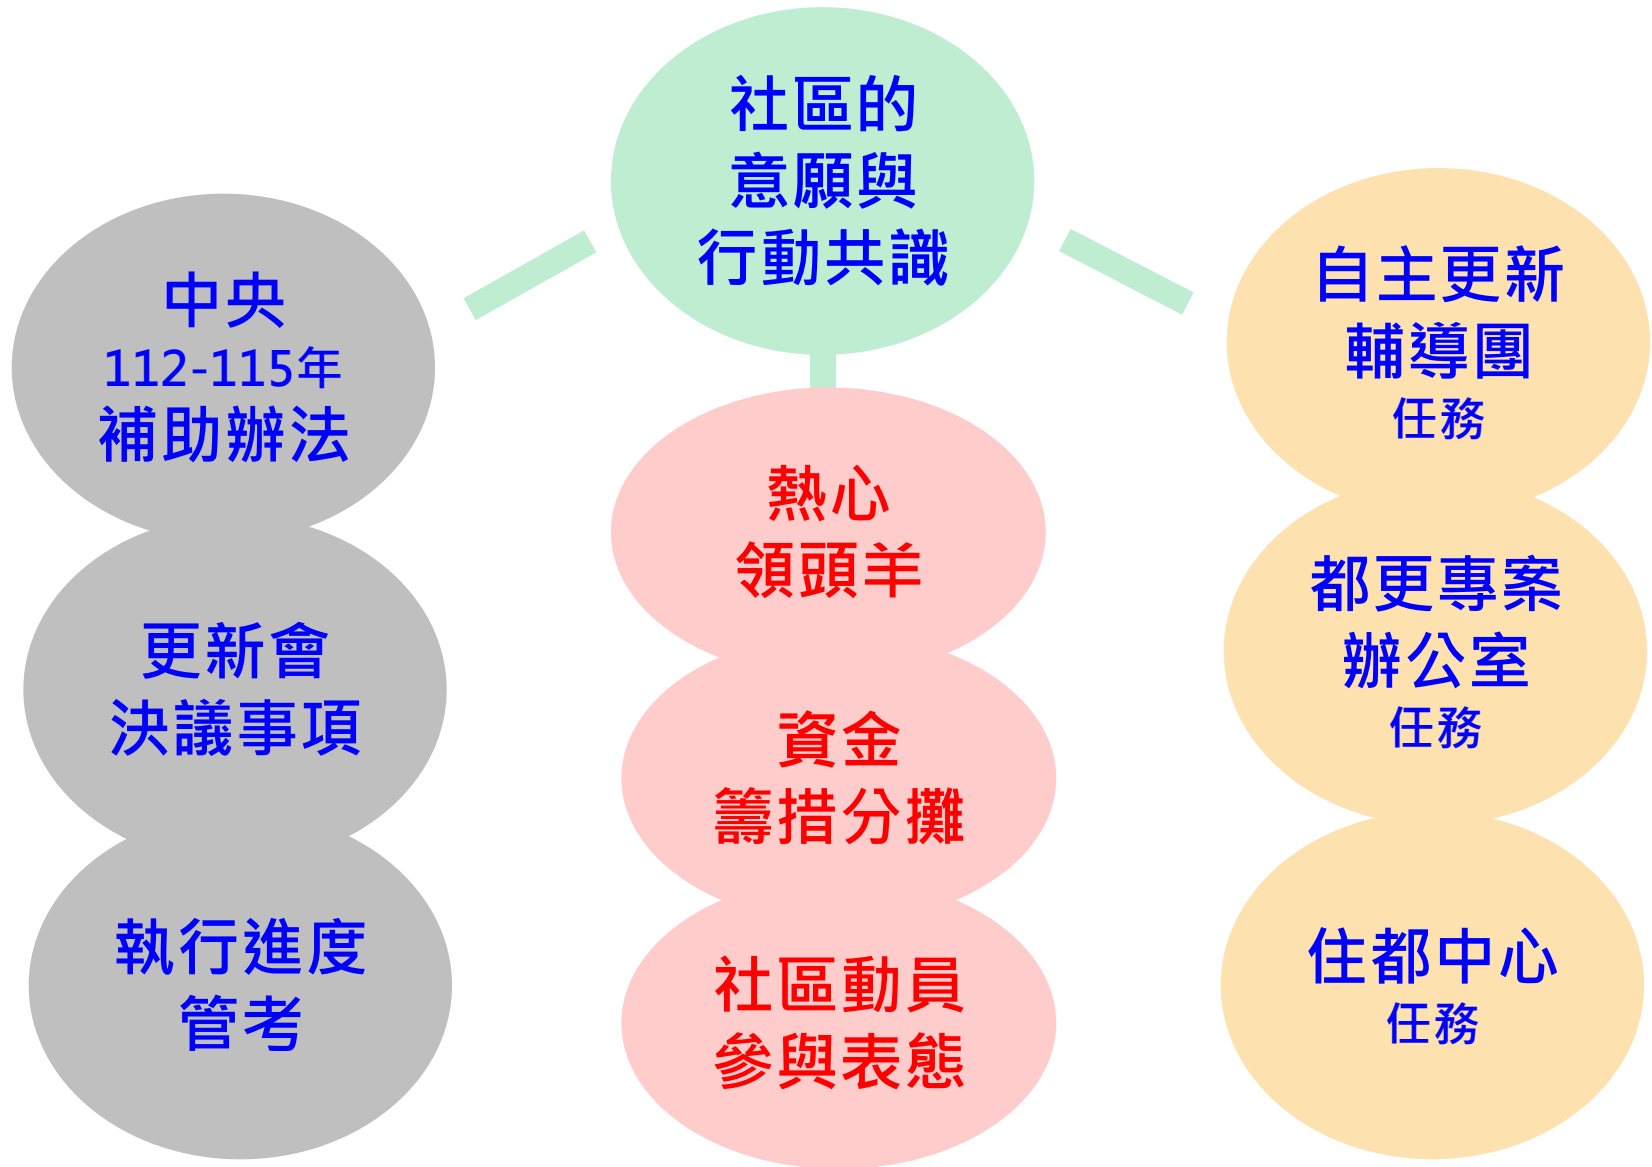 社區的
意願與
行動共識
中央
112-115年
補助辦法
更新會
決議事項
執行進度
管考
熱心
領頭羊
資金
籌措分攤
社區動員
參與表態
自主更新
輔導團
任務
都更專案
辦公室
任務
住都中心
任務